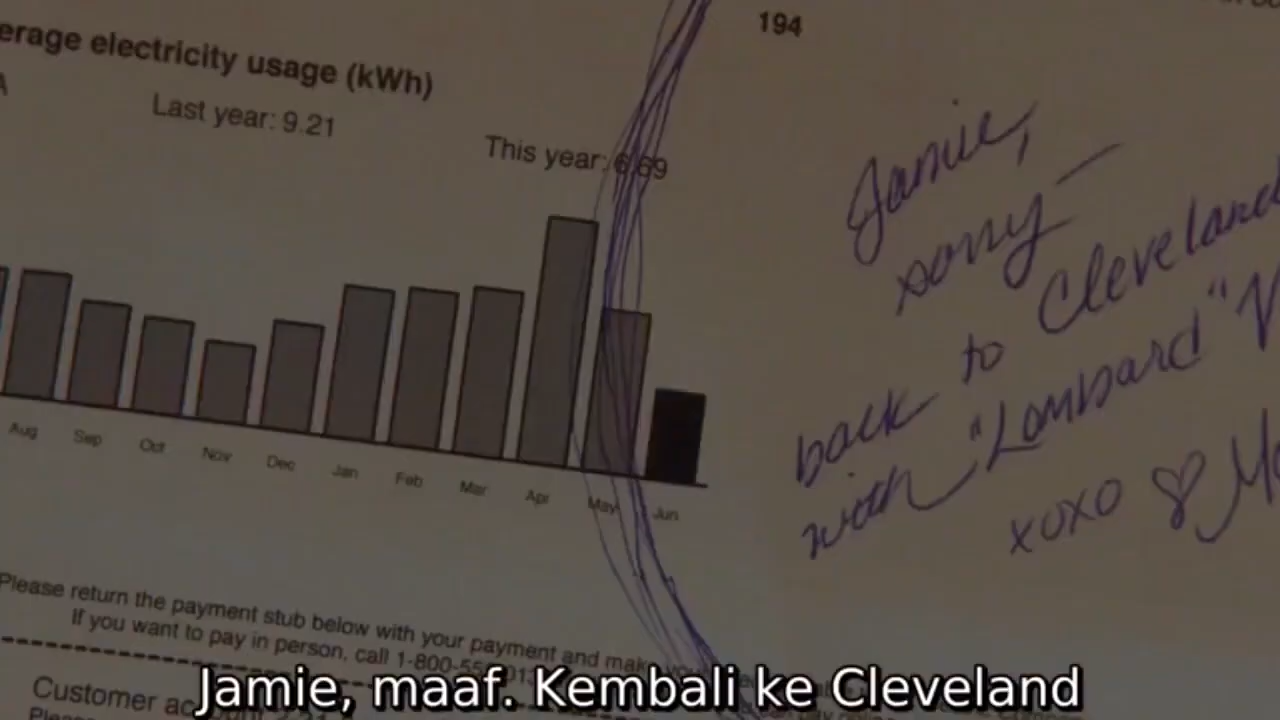 194
erage electricity usage (kWh)
Last year: 9.21
This year: 6.69
Jamie,
sorry —
back to Cleveland
with "Lombard"
xoxo ♡
Aug Sep Oct Nov Dec Jan Feb Mar Apr May Jun
Please return the payment stub below with your payment and make
If you want to pay in person, call 1-800-55
Customer
Jamie, maaf. Kembali ke Cleveland